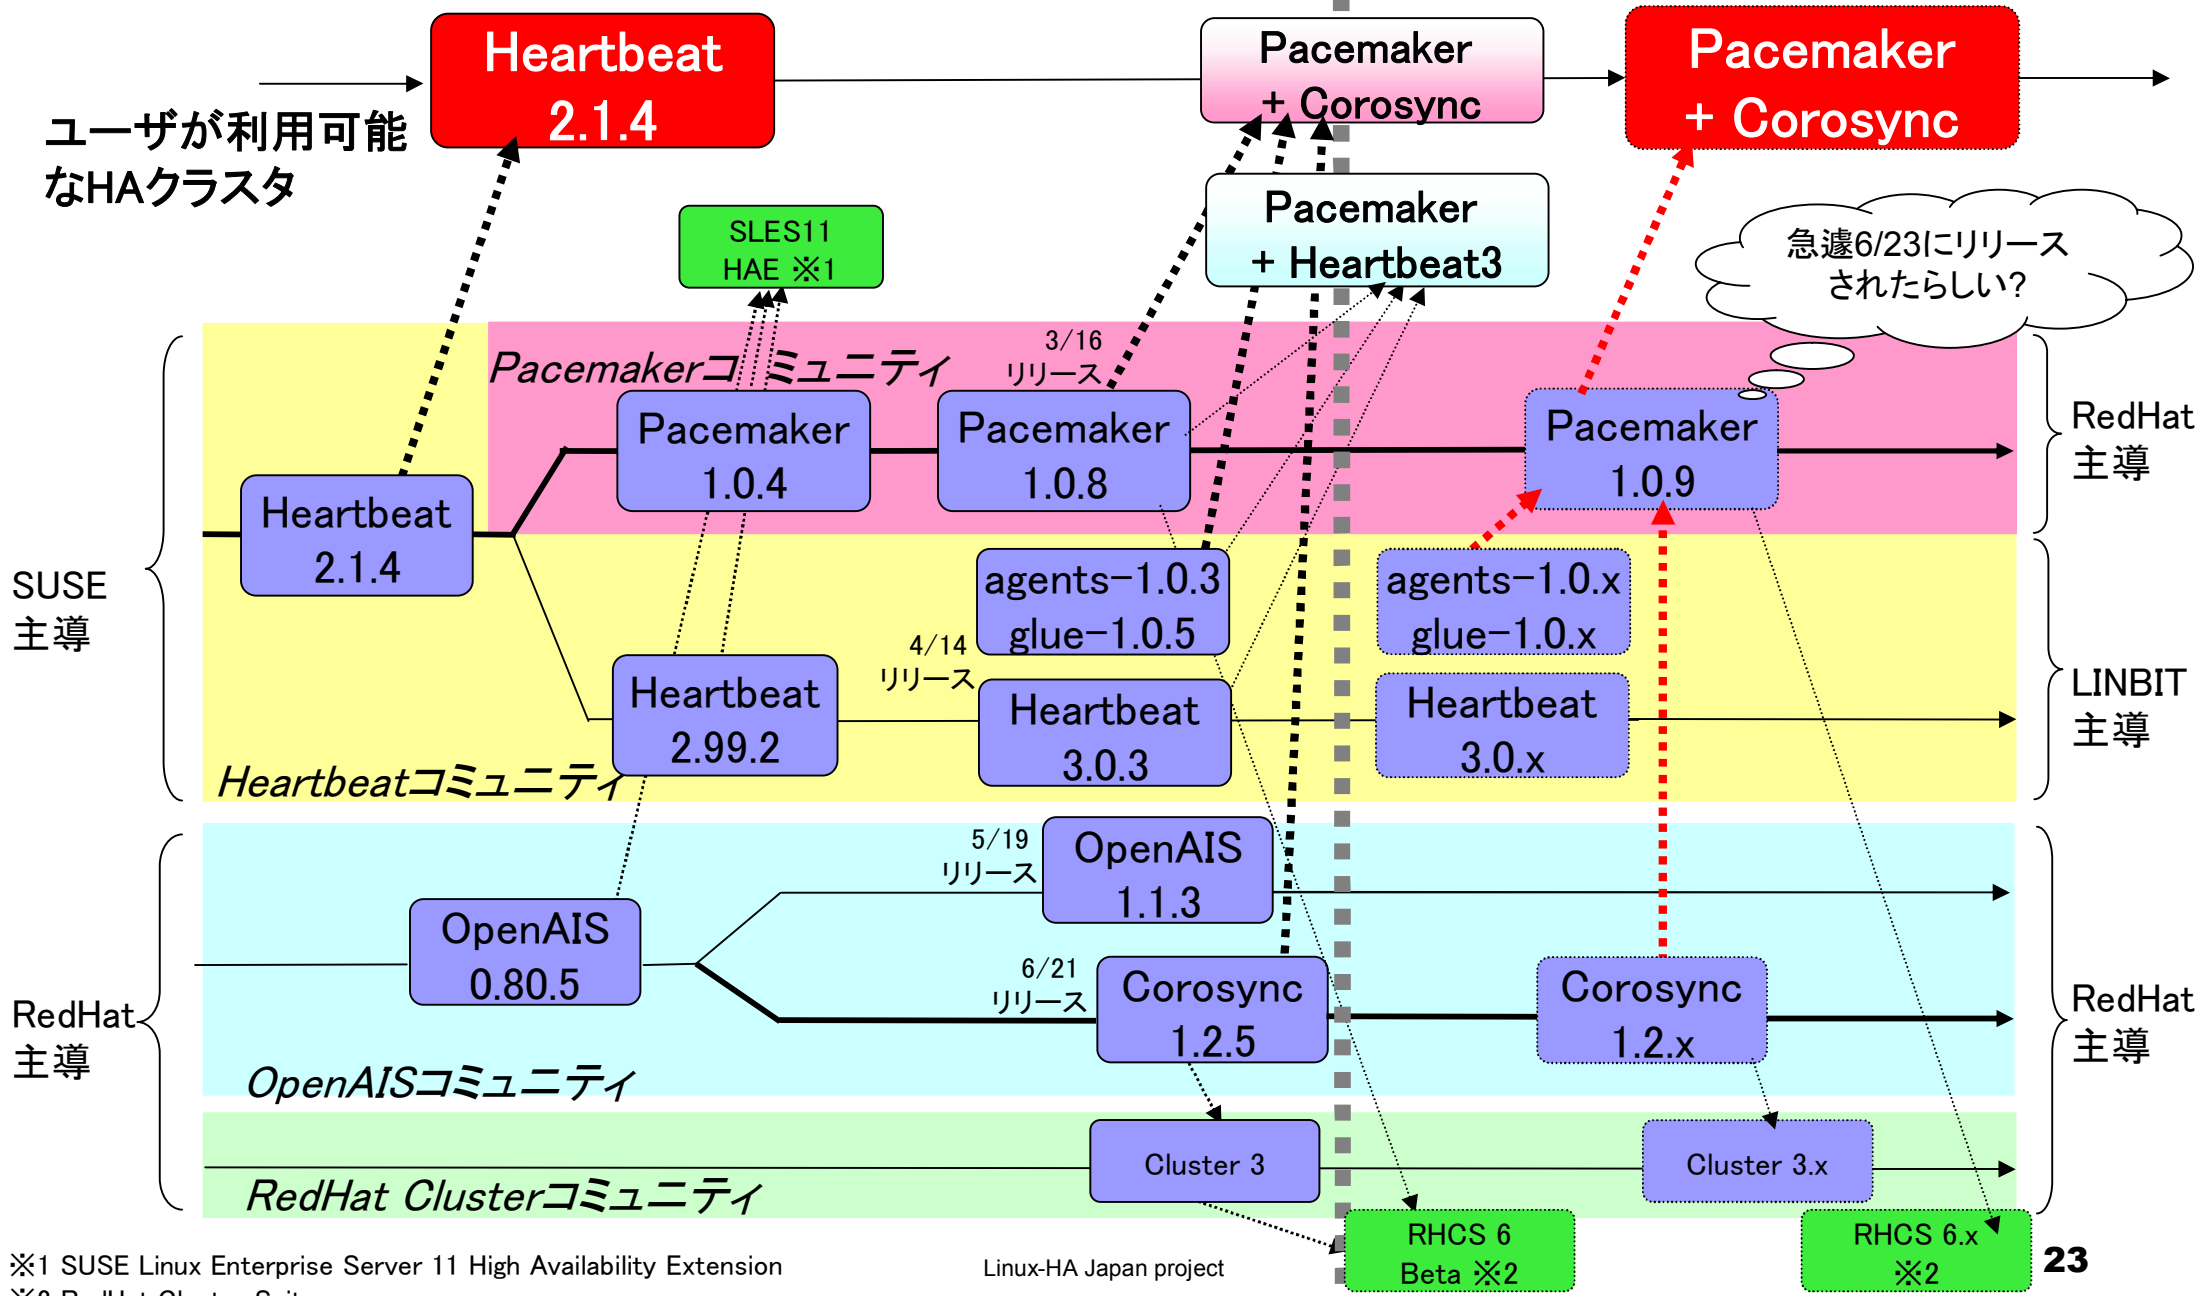 Heartbeat
2.1.4
Pacemaker
+ Corosync
Pacemaker
+ Corosync
ユーザが利用可能
なHAクラスタ
Pacemaker
+ Heartbeat3
SLES11
HAE ※1
急遽6/23にリリース
されたらしい?
Pacemakerコミュニティ
3/16
リリース
Pacemaker
1.0.4
Pacemaker
1.0.8
Pacemaker
1.0.9
RedHat
主導
Heartbeat
2.1.4
SUSE
主導
agents-1.0.3
glue-1.0.5
agents-1.0.x
glue-1.0.x
4/14
リリース
Heartbeat
2.99.2
Heartbeat
3.0.3
Heartbeat
3.0.x
LINBIT
主導
Heartbeatコミュニティ
5/19
リリース
OpenAIS
1.1.3
OpenAIS
0.80.5
6/21
リリース
Corosync
1.2.5
Corosync
1.2.x
RedHat
主導
RedHat
主導
OpenAISコミュニティ
Cluster 3
Cluster 3.x
RedHat Clusterコミュニティ
RHCS 6
Beta ※2
RHCS 6.x
※2
※1 SUSE Linux Enterprise Server 11 High Availability Extension
Linux-HA Japan project
23
※2 RedHat Cluster Suite